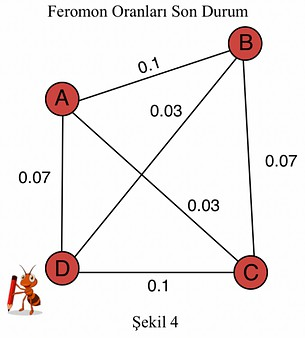 Feromon Oranları Son Durum
B
0.1
A
0.03
0.07
0.07
0.03
D
C
0.1
Şekil 4